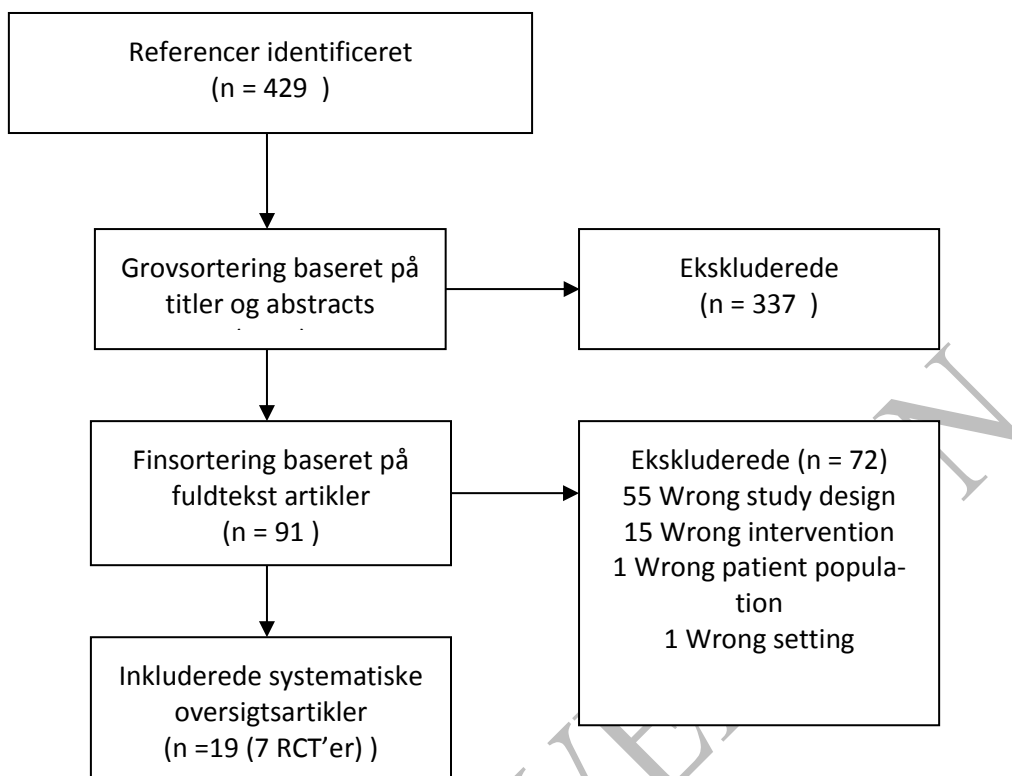 Referencer identificeret
(n = 429  )
Grovsortering baseret på
titler og abstracts
Ekskluderede
(n = 337  )
Finsortering baseret på
fuldtekst artikler
(n = 91 )
Ekskluderede (n = 72)
55 Wrong study design
15 Wrong intervention
1 Wrong patient popula-
tion
1 Wrong setting
Inkluderede systematiske
oversigtsartikler
(n =19 (7 RCT’er) )